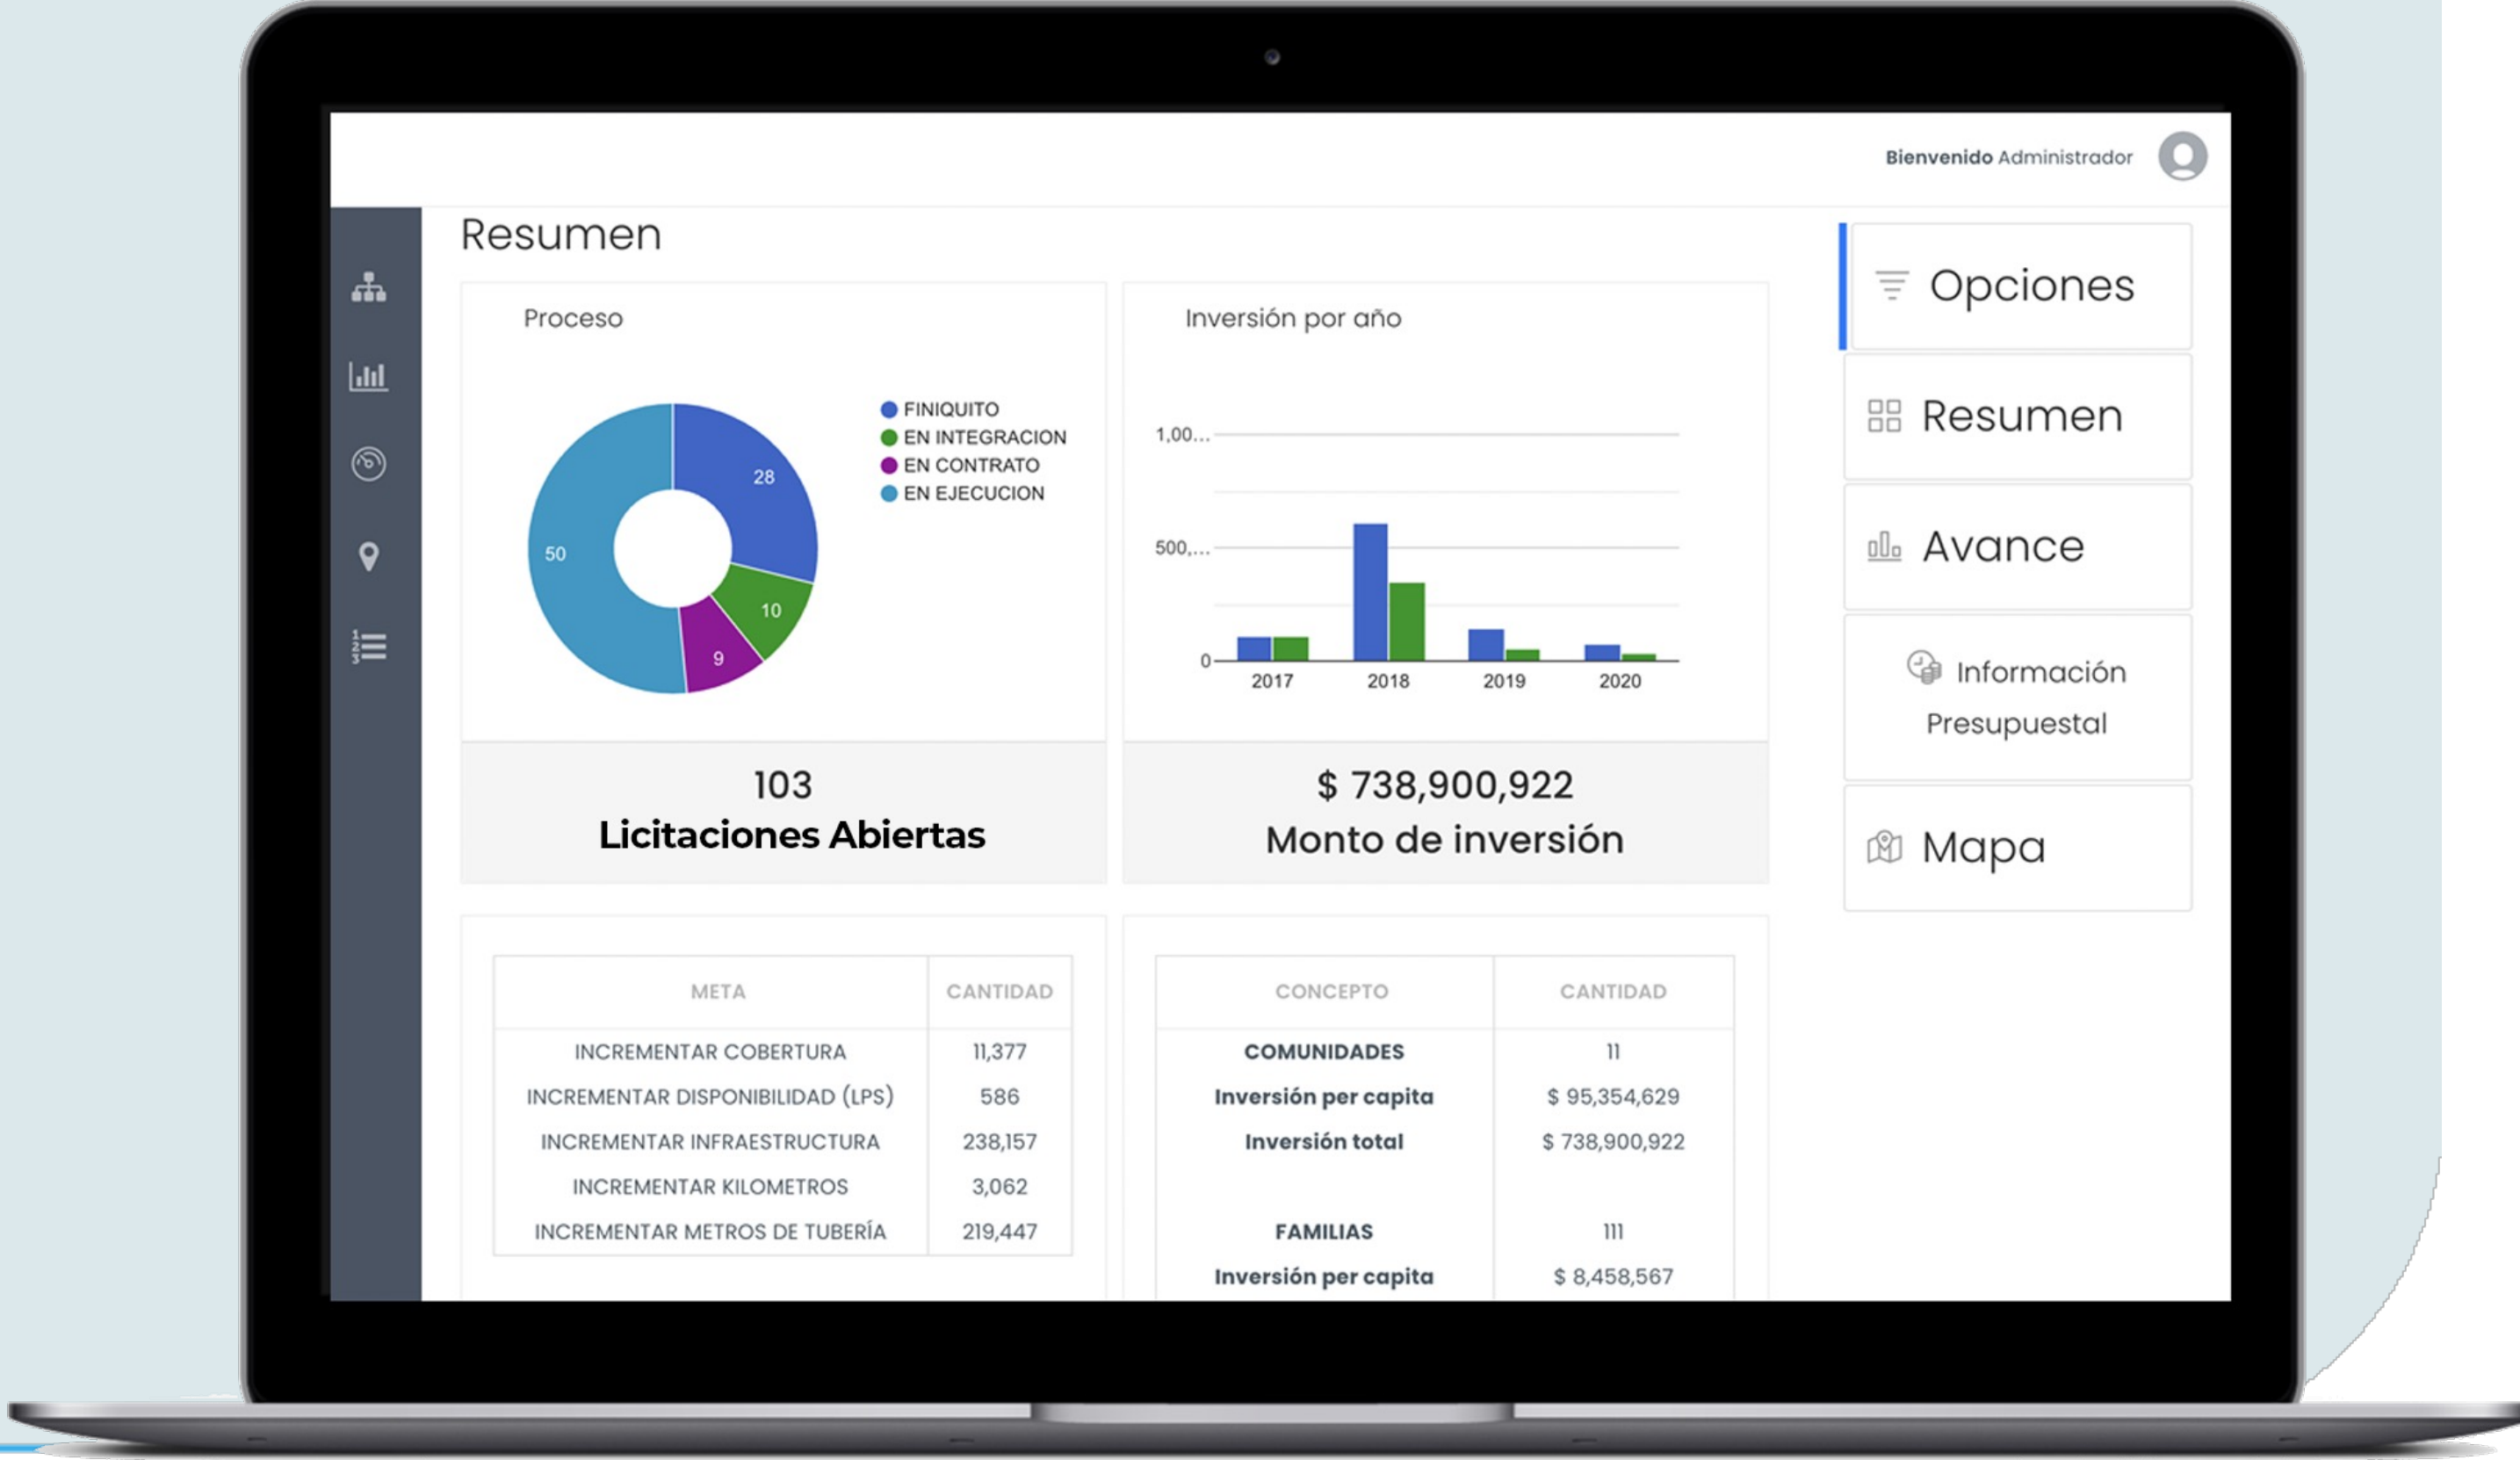 Bienvenido Administrador
Resumen
Proceso
FINIQUITO
EN INTEGRACION
EN CONTRATO
EN EJECUCION
28
50
10
9
103
Licitaciones Abiertas
Inversión por año
1,00...
500,...
0
2017 2018 2019 2020
$ 738,900,922
Monto de inversión
Opciones
Resumen
Avance
Información
Presupuestal
Mapa
META CANTIDAD
INCREMENTAR COBERTURA 11,377
INCREMENTAR DISPONIBILIDAD (LPS) 586
INCREMENTAR INFRAESTRUCTURA 238,157
INCREMENTAR KILOMETROS 3,062
INCREMENTAR METROS DE TUBERÍA 219,447
CONCEPTO CANTIDAD
COMUNIDADES 11
Inversión per capita $ 95,354,629
Inversión total $ 738,900,922
FAMILIAS 111
Inversión per capita $ 8,458,567